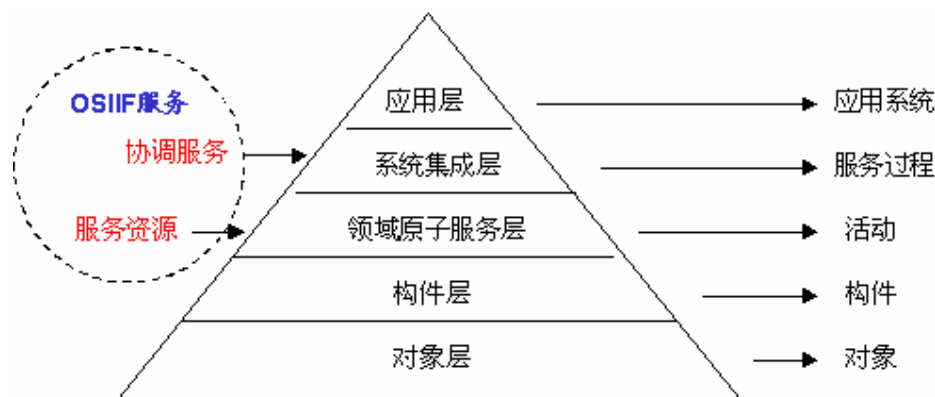 OSIIF服务
协调服务
服务资源
应用层
系统集成层
领域原子服务层
构件层
对象层
应用系统
服务过程
活动
构件
对象